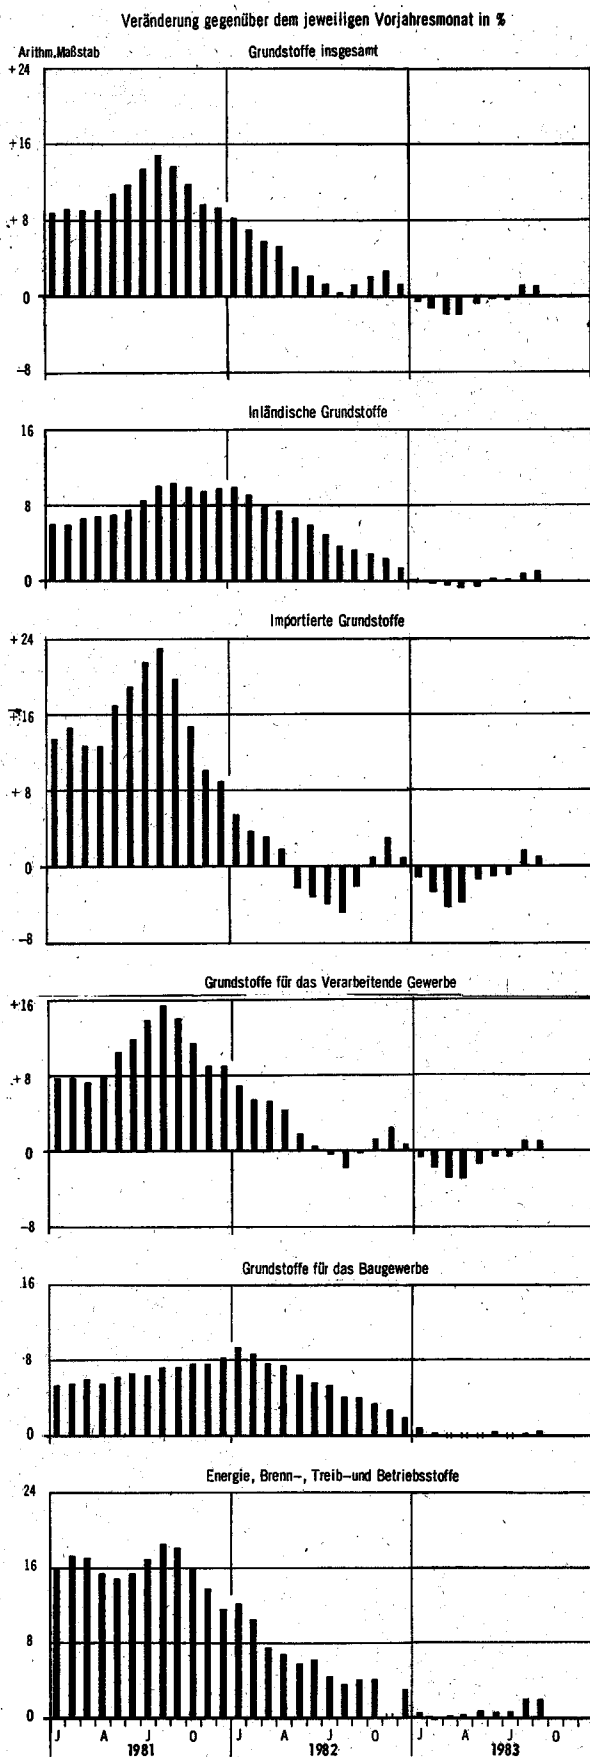 Veränderung gegenüber dem jeweiligen Vorjahresmonat in %
Arithm.Maßstab
Grundstoffe insgesamt
+24
+16
+8
0
-8
Inländische Grundstoffe
16
8
0
Importierte Grundstoffe
+24
+16
+8
0
-8
Grundstoffe für das Verarbeitende Gewerbe
+16
+8
0
-8
Grundstoffe für das Baugewerbe
16
8
0
Energie, Brenn-, Treib-und Betriebsstoffe
24
16
8
0
J A J O J A J O J A J O
1981 1982 1983